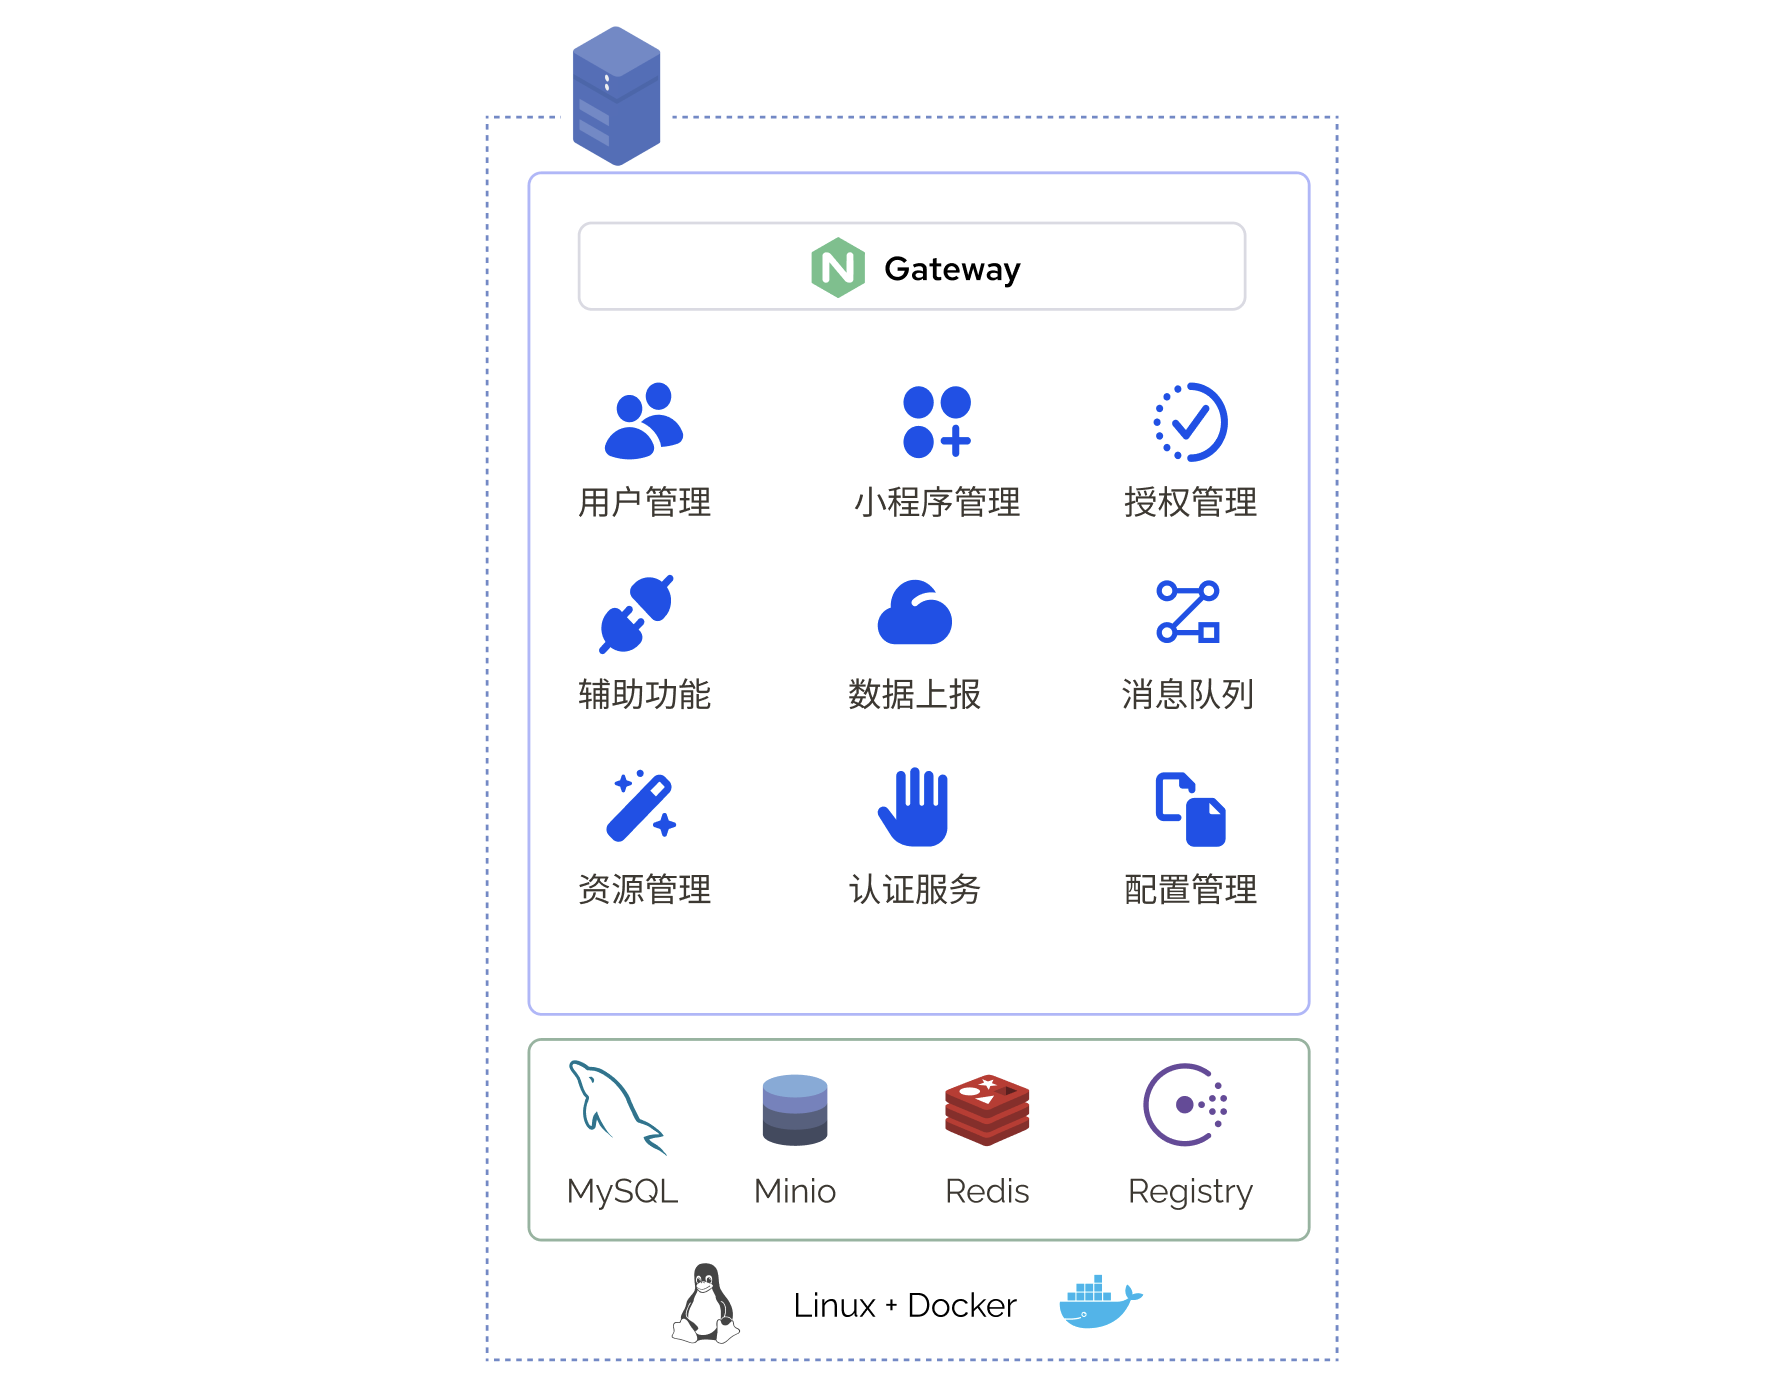 Gateway
用户管理
小程序管理
授权管理
辅助功能
数据上报
消息队列
资源管理
认证服务
配置管理
MySQL
Minio
Redis
Registry
Linux + Docker